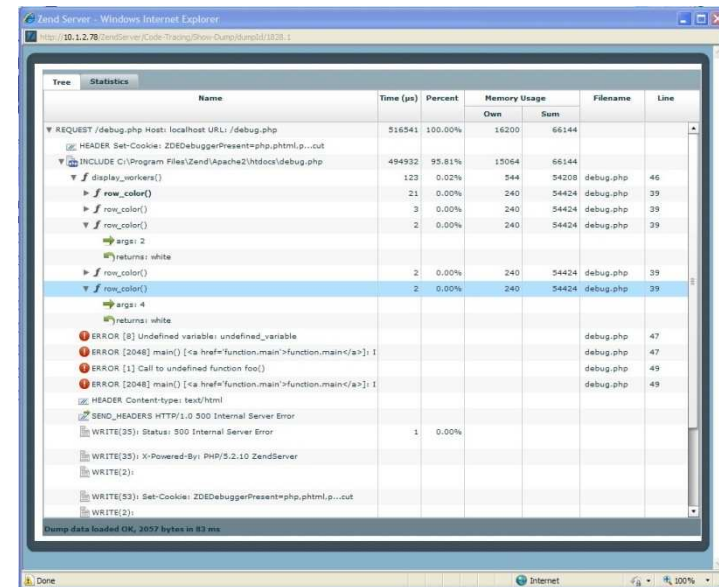 Zend Server - Windows Internet Explorer
http://10.1.2.78/ZendServer/Code-Tracing/Show-Dump/dumpId/1828.1
Tree Statistics
Name Time (µs) Percent Memory Usage Filename Line
Own Sum
REQUEST /debug.php Host: localhost URL: /debug.php 516541 100.00% 16200 66144
HEADER Set-Cookie: ZDEDebuggerPresent=php,phtml,p...cut
INCLUDE C:\Program Files\Zend\Apache2\htdocs\debug.php 494932 95.81% 15064 66144
f display_workers() 123 0.02% 544 54208 debug.php 46
f row_color() 21 0.00% 240 54424 debug.php 39
f row_color() 3 0.00% 240 54424 debug.php 39
f row_color() 2 0.00% 240 54424 debug.php 39
args: 2
returns: white
f row_color() 2 0.00% 240 54424 debug.php 39
f row_color() 2 0.00% 240 54424 debug.php 39
args: 4
returns: white
ERROR [8] Undefined variable: undefined_variable debug.php 47
ERROR [2048] main() [<a href='function.main'>function.main</a>]: I debug.php 47
ERROR [1] Call to undefined function foo() debug.php 49
ERROR [2048] main() [<a href='function.main'>function.main</a>]: I debug.php 49
HEADER Content-type: text/html
SEND_HEADERS HTTP/1.0 500 Internal Server Error
WRITE(35): Status: 500 Internal Server Error 1 0.00%
WRITE(35): X-Powered-By: PHP/5.2.10 ZendServer
WRITE(2):
WRITE(53): Set-Cookie: ZDEDebuggerPresent=php,phtml,p...cut
WRITE(2):
Dump data loaded OK, 2057 bytes in 83 ms
Done Internet 100%